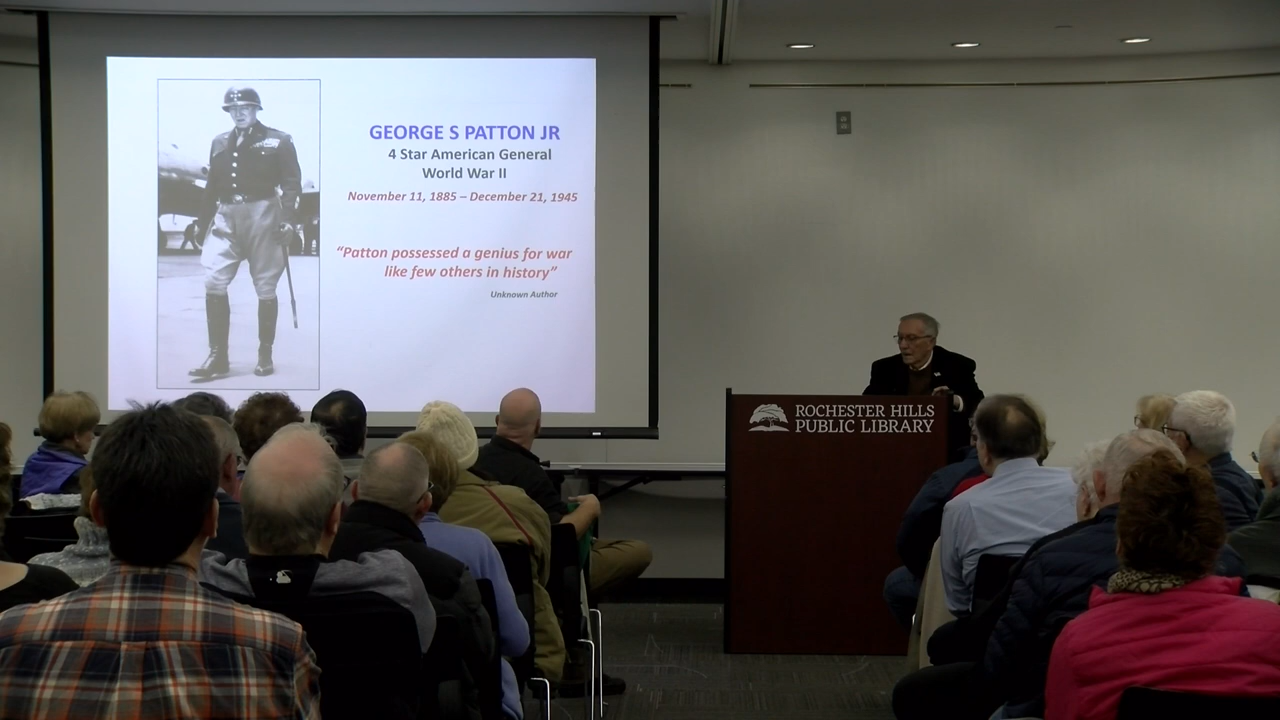 GEORGE S PATTON JR
4 Star American General
World War II
November 11, 1885 – December 21, 1945
“Patton possessed a genius for war
like few others in history”
Unknown Author
ROCHESTER HILLS
PUBLIC LIBRARY